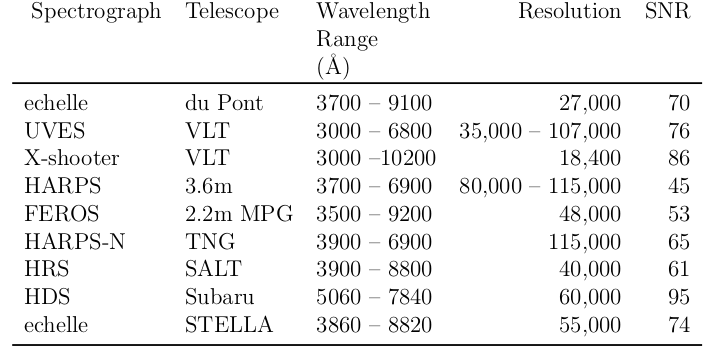 Spectrograph Telescope Wavelength Range (Å) Resolution SNR
echelle du Pont 3700 – 9100 27,000 70
UVES VLT 3000 – 6800 35,000 – 107,000 76
X-shooter VLT 3000 –10200 18,400 86
HARPS 3.6m 3700 – 6900 80,000 – 115,000 45
FEROS 2.2m MPG 3500 – 9200 48,000 53
HARPS-N TNG 3900 – 6900 115,000 65
HRS SALT 3900 – 8800 40,000 61
HDS Subaru 5060 – 7840 60,000 95
echelle STELLA 3860 – 8820 55,000 74